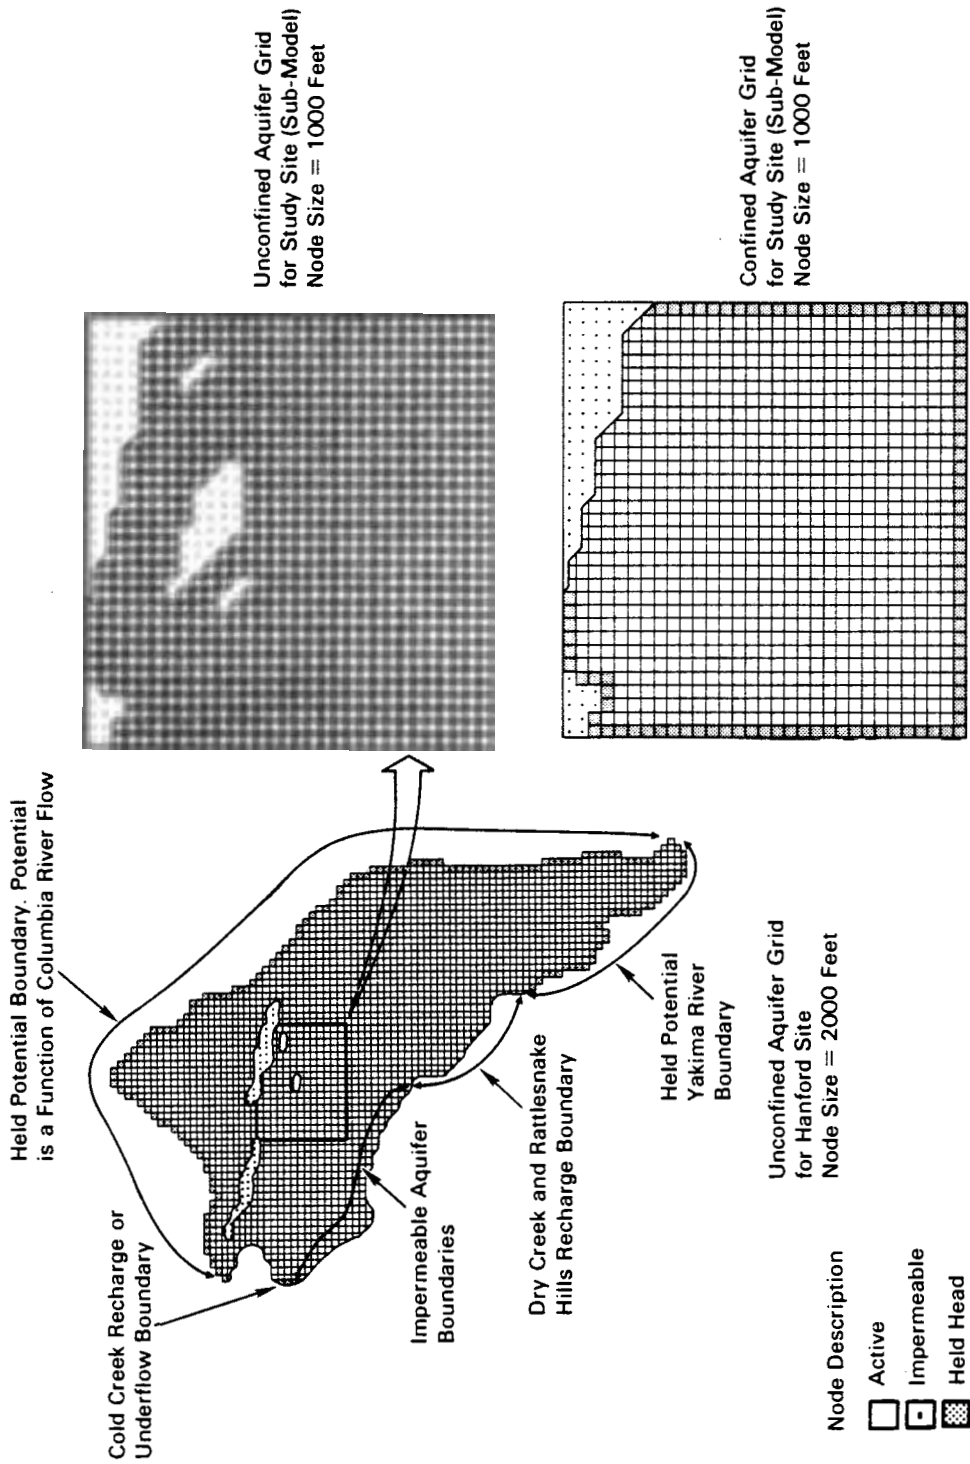 Held Potential Boundary. Potential
is a Function of Columbia River Flow
Cold Creek Recharge or
Underflow Boundary
Impermeable Aquifer
Boundaries
Dry Creek and Rattlesnake
Hills Recharge Boundary
Held Potential
Yakima River
Boundary
Unconfined Aquifer Grid
for Hanford Site
Node Size = 2000 Feet
Node Description
Active
Impermeable
Held Head
Unconfined Aquifer Grid
for Study Site (Sub-Model)
Node Size = 1000 Feet
Confined Aquifer Grid
for Study Site (Sub-Model)
Node Size = 1000 Feet